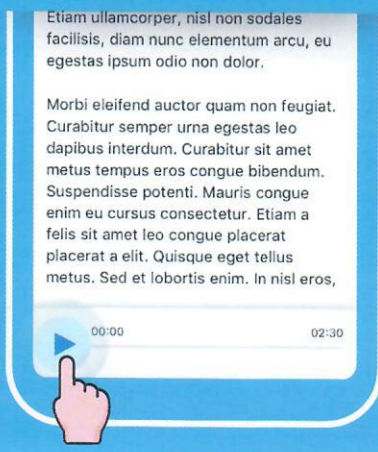 Etiam ullamcorper, nisl non sodales
facilisis, diam nunc elementum arcu, eu
egestas ipsum odio non dolor.
Morbi eleifend auctor quam non feugiat.
Curabitur semper urna egestas leo
dapibus interdum. Curabitur sit amet
metus tempus eros congue bibendum.
Suspendisse potenti. Mauris congue
enim eu cursus consectetur. Etiam a
felis sit amet leo congue placerat
placerat a elit. Quisque eget tellus
metus. Sed et lobortis enim. In nisl eros,
00:00 02:30